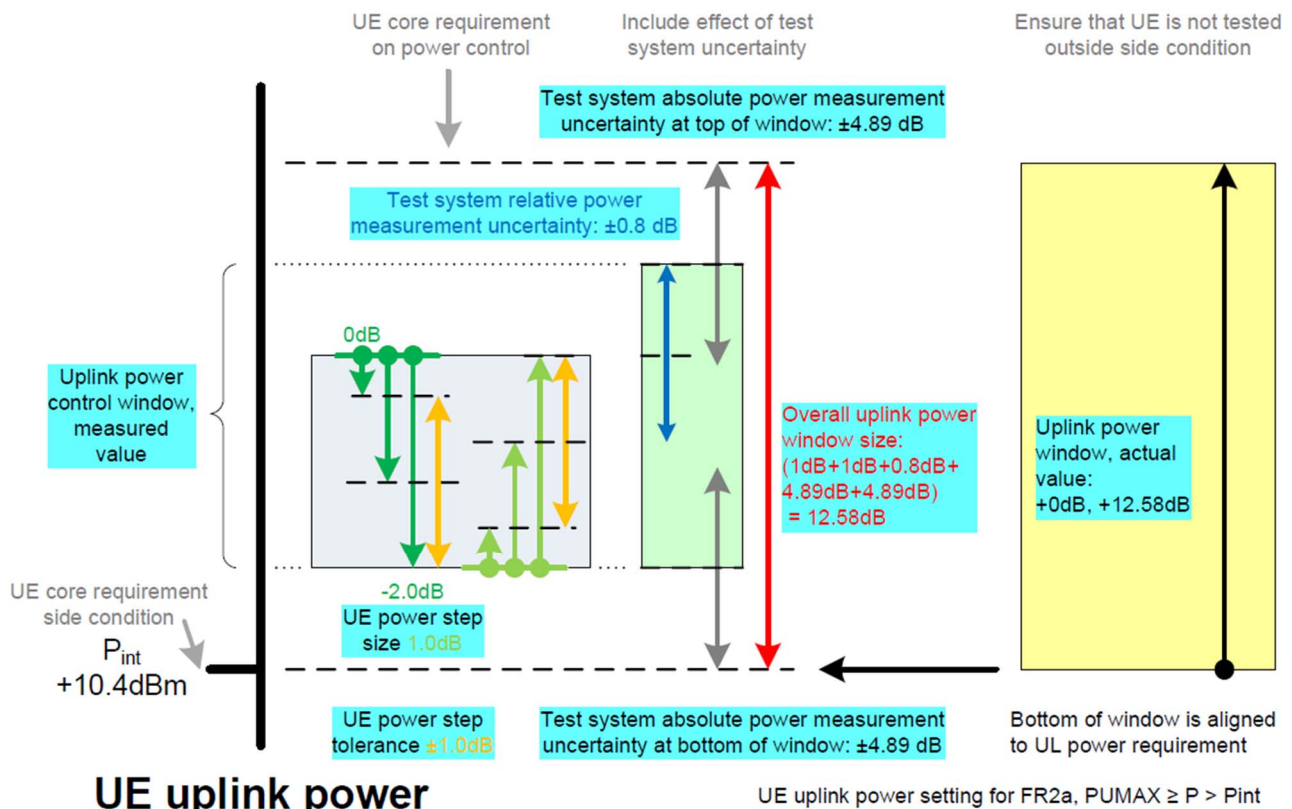 UE core requirement
on power control
Include effect of test
system uncertainty
Ensure that UE is not tested
outside side condition
Test system absolute power measurement
uncertainty at top of window: ±4.89 dB
Test system relative power
measurement uncertainty: ±0.8 dB
0dB
Uplink power
control window,
measured
value
Overall uplink power
window size:
(1dB+1dB+0.8dB+
4.89dB+4.89dB)
= 12.58dB
Uplink power
window, actual
value:
+0dB, +12.58dB
-2.0dB
UE power step
size 1.0dB
UE core requirement
side condition
Pint
+10.4dBm
UE power step
tolerance ±1.0dB
Test system absolute power measurement
uncertainty at bottom of window: ±4.89 dB
Bottom of window is aligned
to UL power requirement
UE uplink power
UE uplink power setting for FR2a, PUMAX ≥ P > Pint